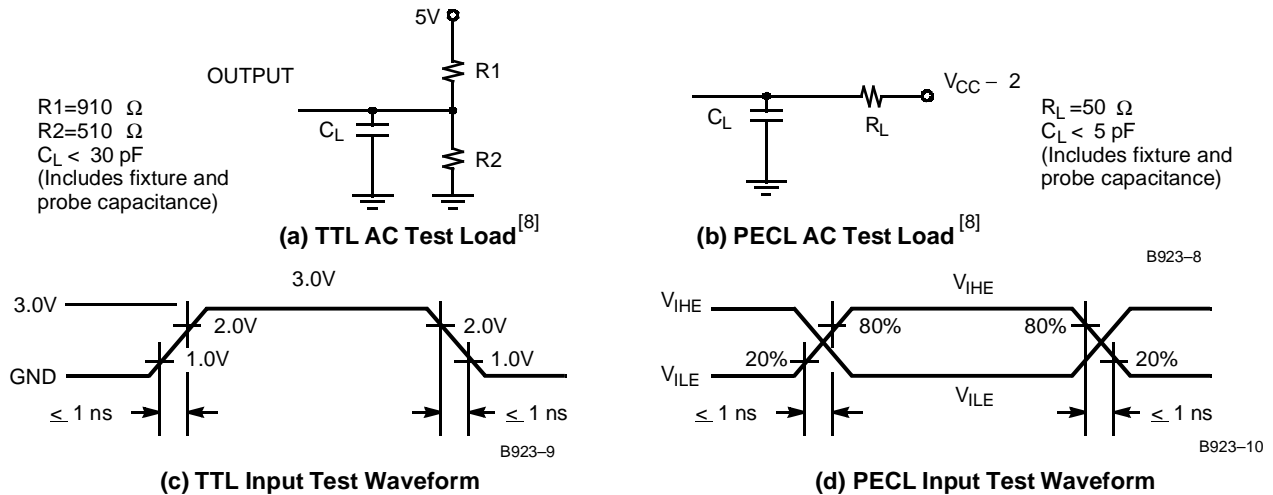 5V
R1
OUTPUT
R1=910 Ω
R2=510 Ω
C_L < 30 pF
(Includes fixture and
probe capacitance)
C_L
R2
(a) TTL AC Test Load[8]
V_CC – 2
C_L
R_L
R_L =50 Ω
C_L < 5 pF
(Includes fixture and
probe capacitance)
(b) PECL AC Test Load[8]
B923–8
3.0V
3.0V
2.0V
2.0V
1.0V
1.0V
GND
≤ 1 ns
≤ 1 ns
B923–9
(c) TTL Input Test Waveform
V_IHE
V_IHE
80%
80%
20%
20%
V_ILE
V_ILE
≤ 1 ns
≤ 1 ns
B923–10
(d) PECL Input Test Waveform